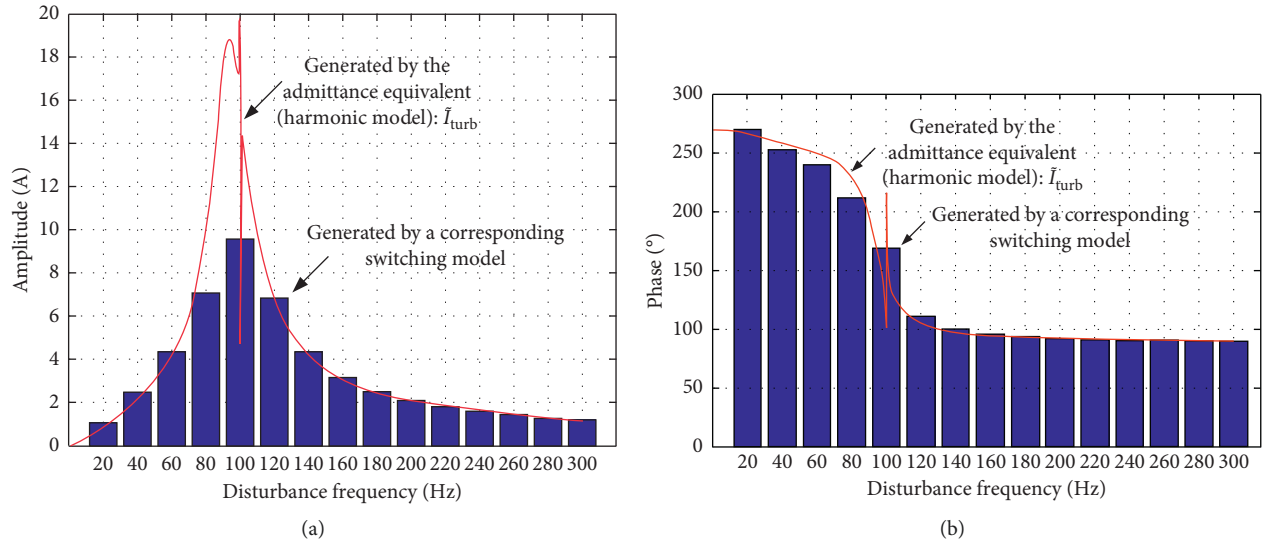 20
18
16
14
12
10
8
6
4
2
0
Amplitude (A)
Generated by the
admittance equivalent
(harmonic model): Ĩturb
Generated by a corresponding
switching model
20 40 60 80 100 120 140 160 180 200 220 240 260 280 300
Disturbance frequency (Hz)
(a)
300
250
200
150
100
50
0
Phase (°)
Generated by the
admittance equivalent
(harmonic model): Ĩturb
Generated by a corresponding
switching model
20 40 60 80 100 120 140 160 180 200 220 240 260 280 300
Disturbance frequency (Hz)
(b)